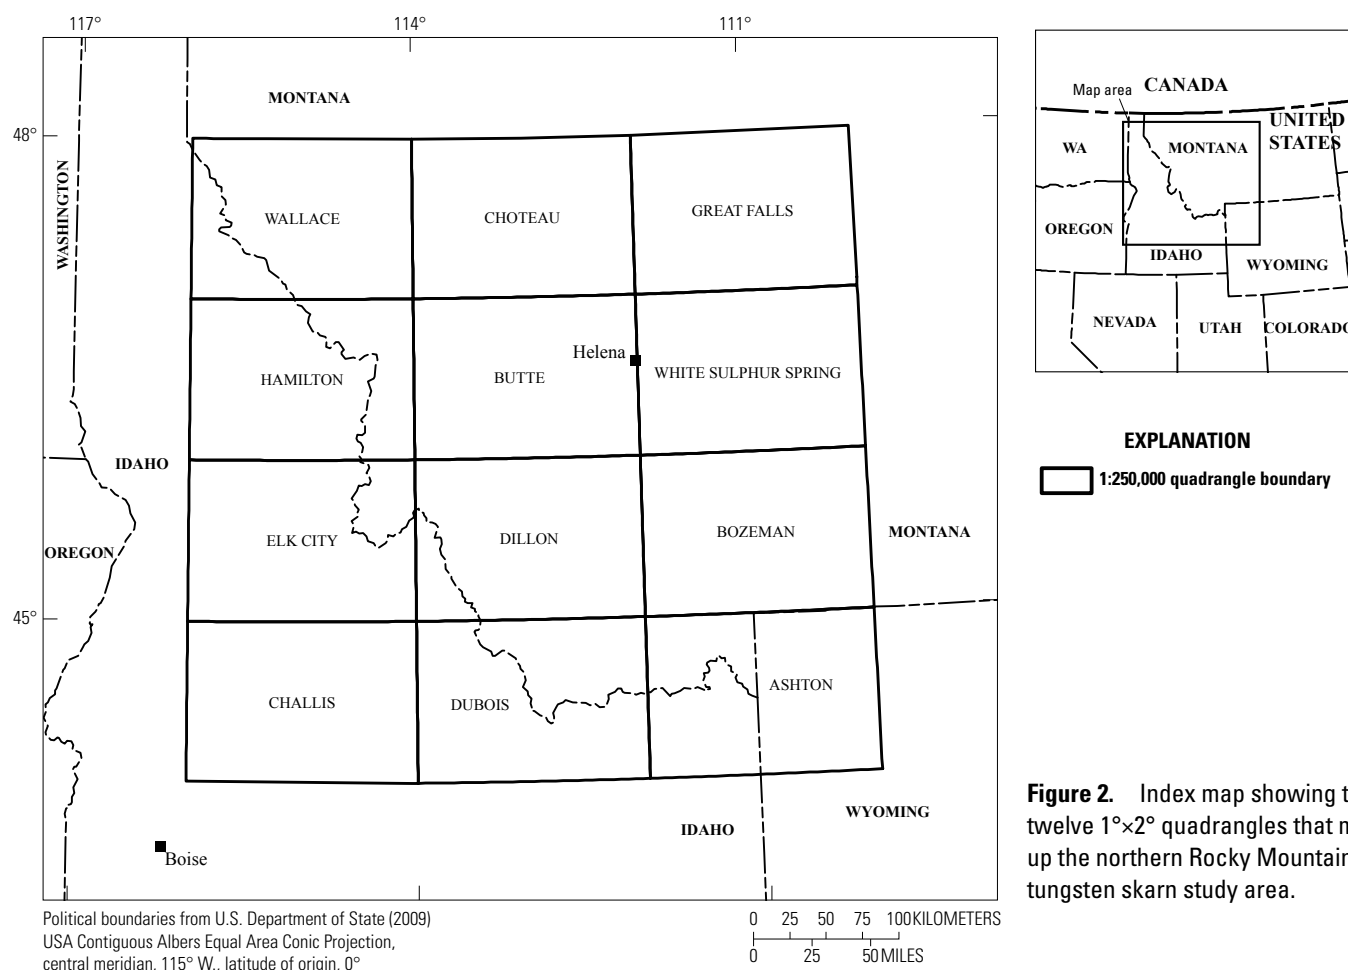 117°
114°
111°
48°
45°
MONTANA
WASHINGTON
WALLACE
CHOTEAU
GREAT FALLS
Helena
HAMILTON
BUTTE
WHITE SULPHUR SPRING
IDAHO
ELK CITY
DILLON
BOZEMAN
MONTANA
OREGON
CHALLIS
DUBOIS
ASHTON
IDAHO
WYOMING
Boise
Political boundaries from U.S. Department of State (2009)
USA Contiguous Albers Equal Area Conic Projection,
central meridian, 115° W., latitude of origin, 0°
0 25 50 75 100 KILOMETERS
0 25 50 MILES
Map area
CANADA
UNITED
STATES
WA
MONTANA
OREGON
IDAHO
WYOMING
NEVADA
UTAH
COLORADO
EXPLANATION
1:250,000 quadrangle boundary
Figure 2. Index map showing
twelve 1°×2° quadrangles that
up the northern Rocky Mountain
tungsten skarn study area.